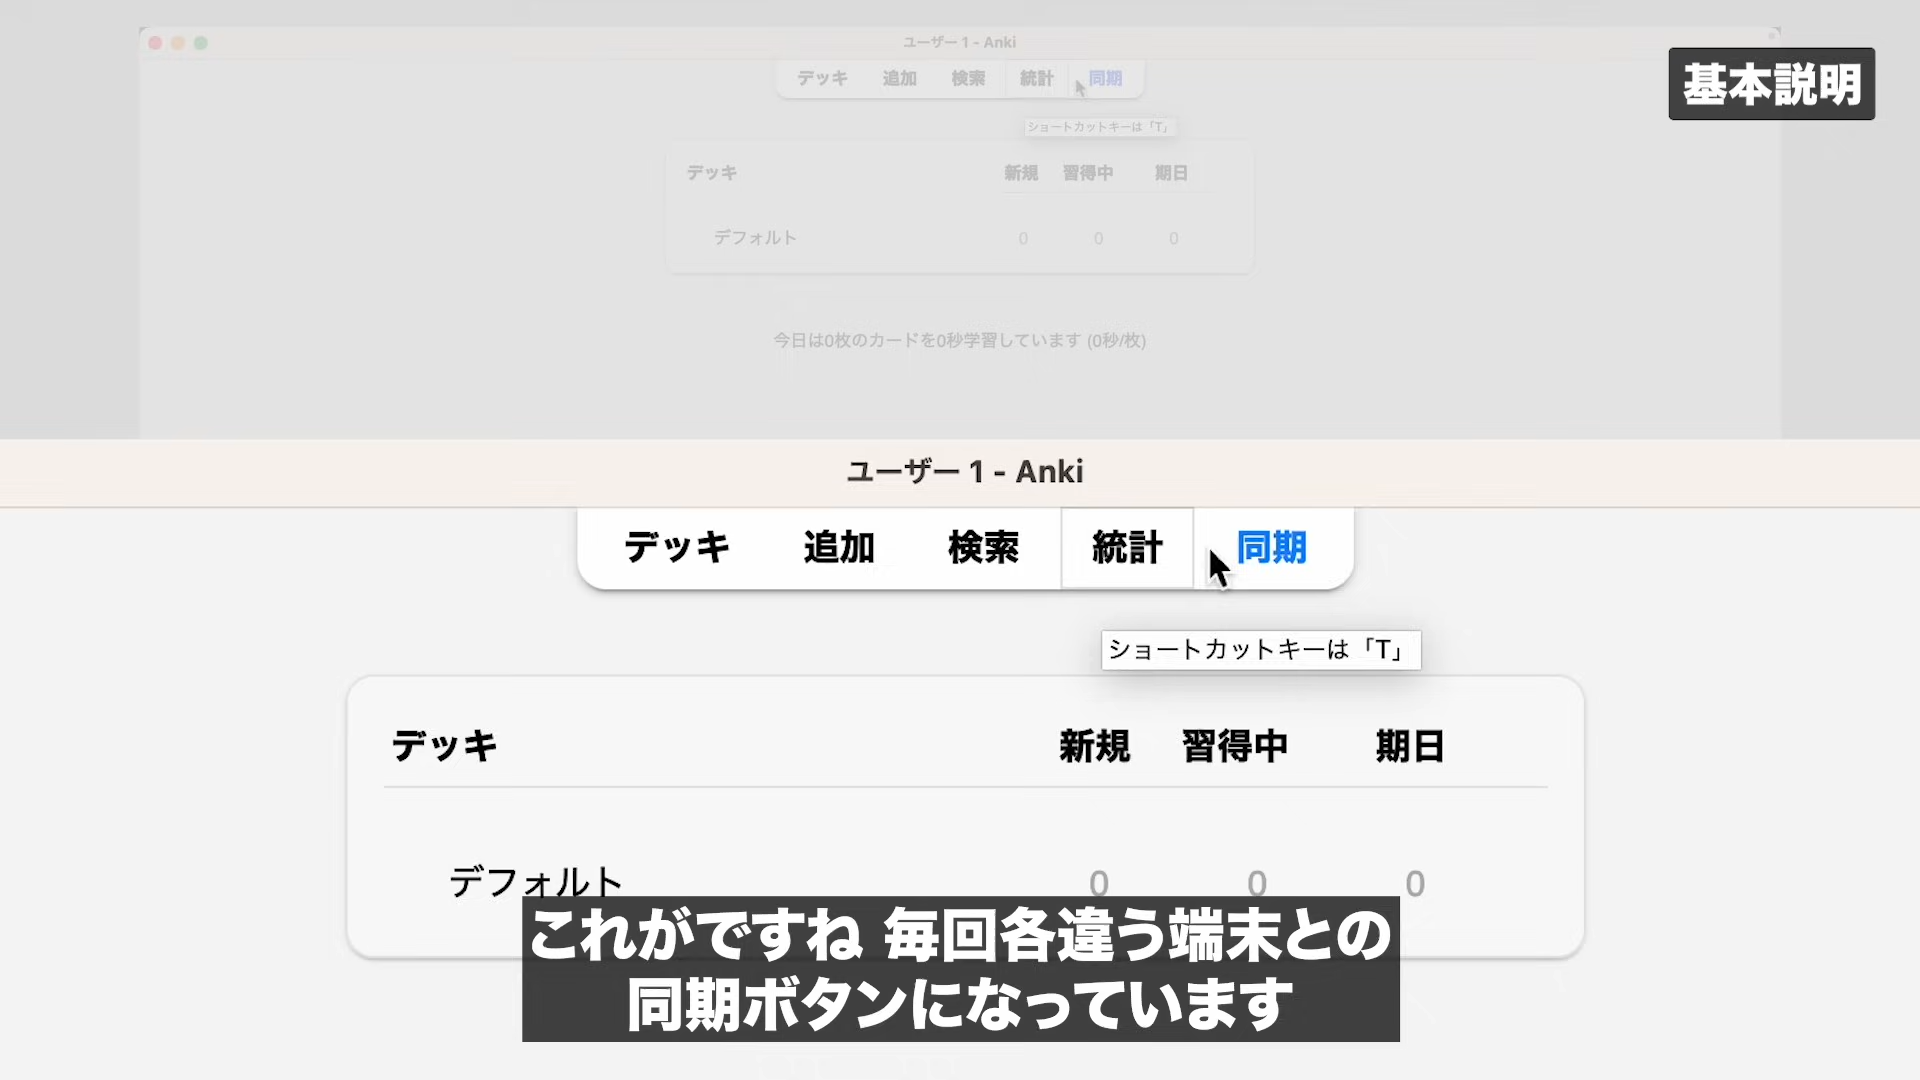 ユーザー 1 - Anki
デッキ 追加 検索 統計 同期
基本説明
ショートカットキーは「T」
デッキ 新規 習得中 期日
デフォルト 0 0 0
今日は0枚のカードを0秒学習しています (0秒/枚)
ユーザー 1 - Anki
デッキ 追加 検索 統計 同期
ショートカットキーは「T」
デッキ 新規 習得中 期日
デフォルト 0 0 0
これがですね 毎回各違う端末との
同期ボタンになっています